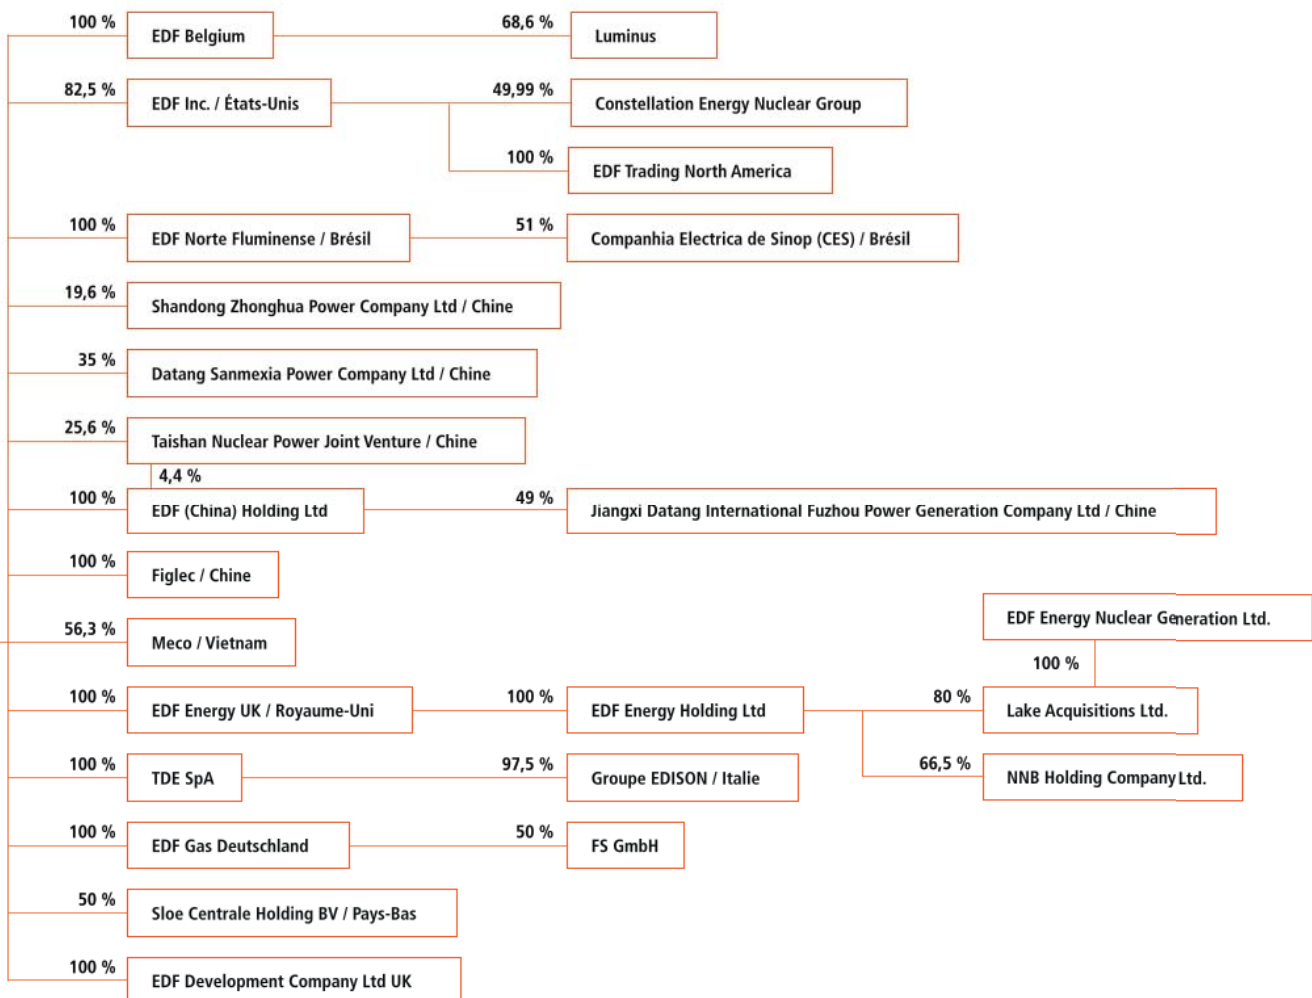 100 %
EDF Belgium
68,6 %
Luminus
82,5 %
EDF Inc. / États-Unis
49,99 %
Constellation Energy Nuclear Group
100 %
EDF Trading North America
100 %
EDF Norte Fluminense / Brésil
51 %
Companhia Electrica de Sinop (CES) / Brésil
19,6 %
Shandong Zhonghua Power Company Ltd / Chine
35 %
Datang Sanmexia Power Company Ltd / Chine
25,6 %
Taishan Nuclear Power Joint Venture / Chine
4,4 %
100 %
EDF (China) Holding Ltd
49 %
Jiangxi Datang International Fuzhou Power Generation Company Ltd / Chine
100 %
Figlec / Chine
56,3 %
Meco / Vietnam
EDF Energy Nuclear Generation Ltd.
100 %
100 %
EDF Energy UK / Royaume-Uni
100 %
EDF Energy Holding Ltd
80 %
Lake Acquisitions Ltd.
66,5 %
NNB Holding Company Ltd.
100 %
TDE SpA
97,5 %
Groupe EDISON / Italie
100 %
EDF Gas Deutschland
50 %
FS GmbH
50 %
Sloe Centrale Holding BV / Pays-Bas
100 %
EDF Development Company Ltd UK